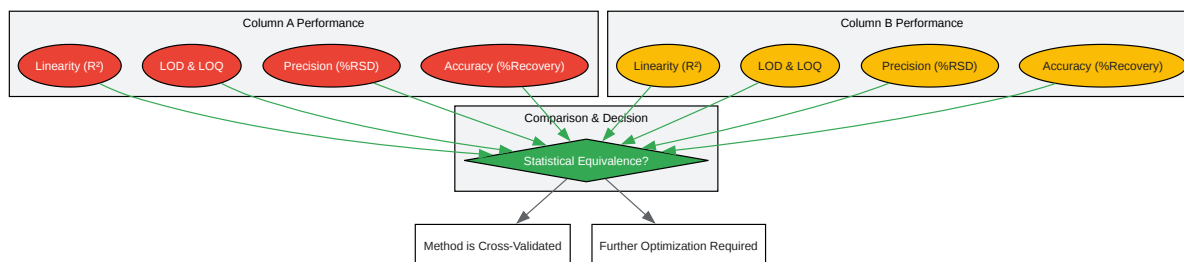 Column A Performance
Column B Performance
Linearity (R²)
LOD & LOQ
Precision (%RSD)
Accuracy (%Recovery)
Linearity (R²)
LOD & LOQ
Precision (%RSD)
Accuracy (%Recovery)
Comparison & Decision
Statistical Equivalence?
Method is Cross-Validated
Further Optimization Required